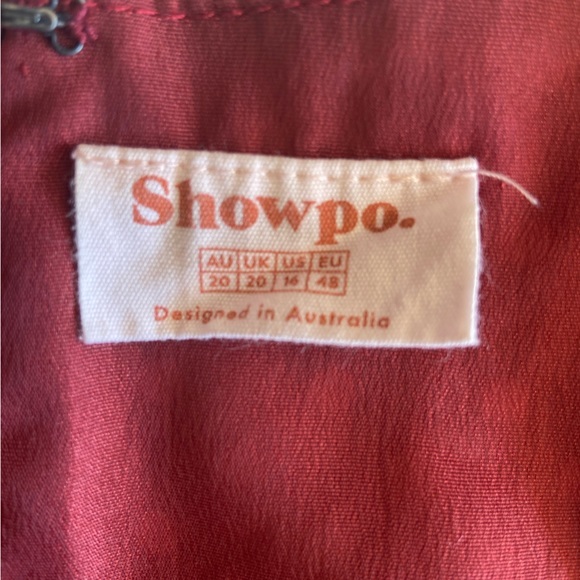 Showpo.
AU UK US EU
20 20 16 48
Designed in Australia